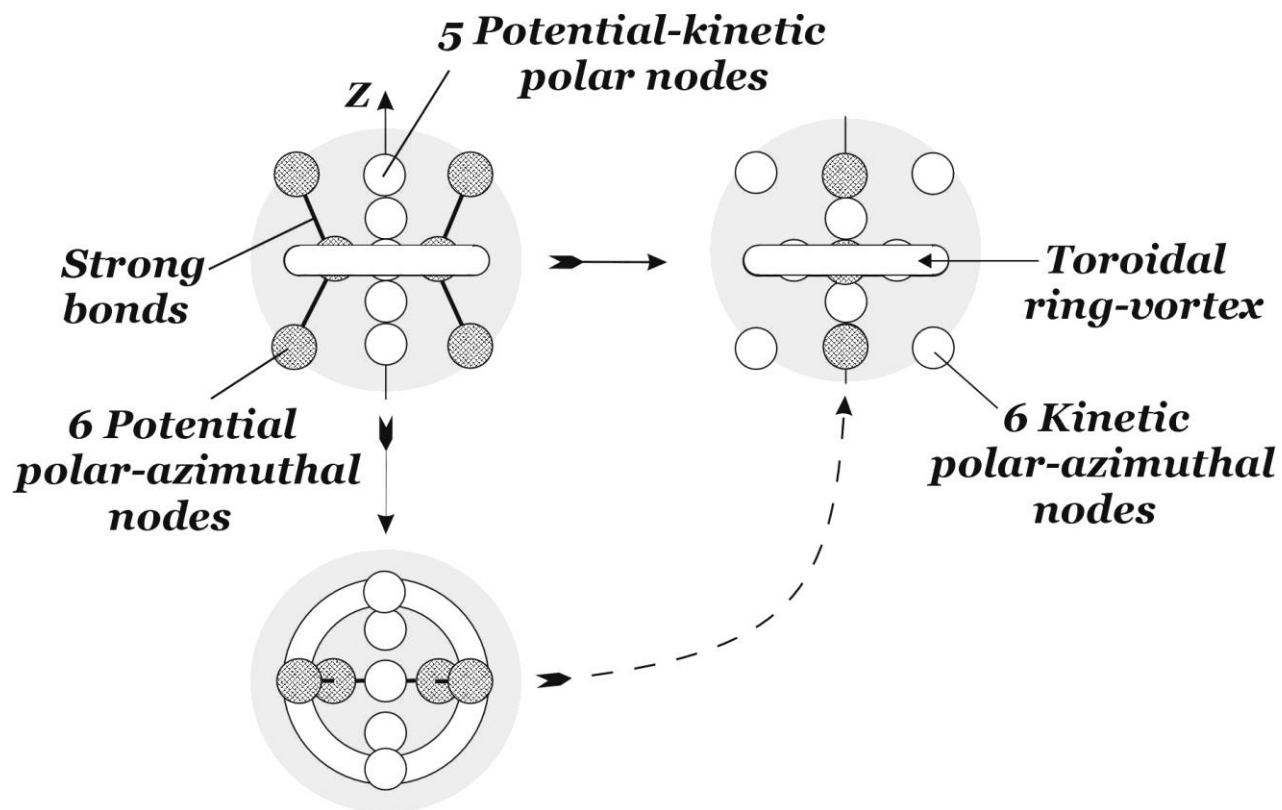 5 Potential-kinetic
polar nodes
Z
Strong
bonds
Toroidal
ring-vortex
6 Potential
polar-azimuthal
nodes
6 Kinetic
polar-azimuthal
nodes